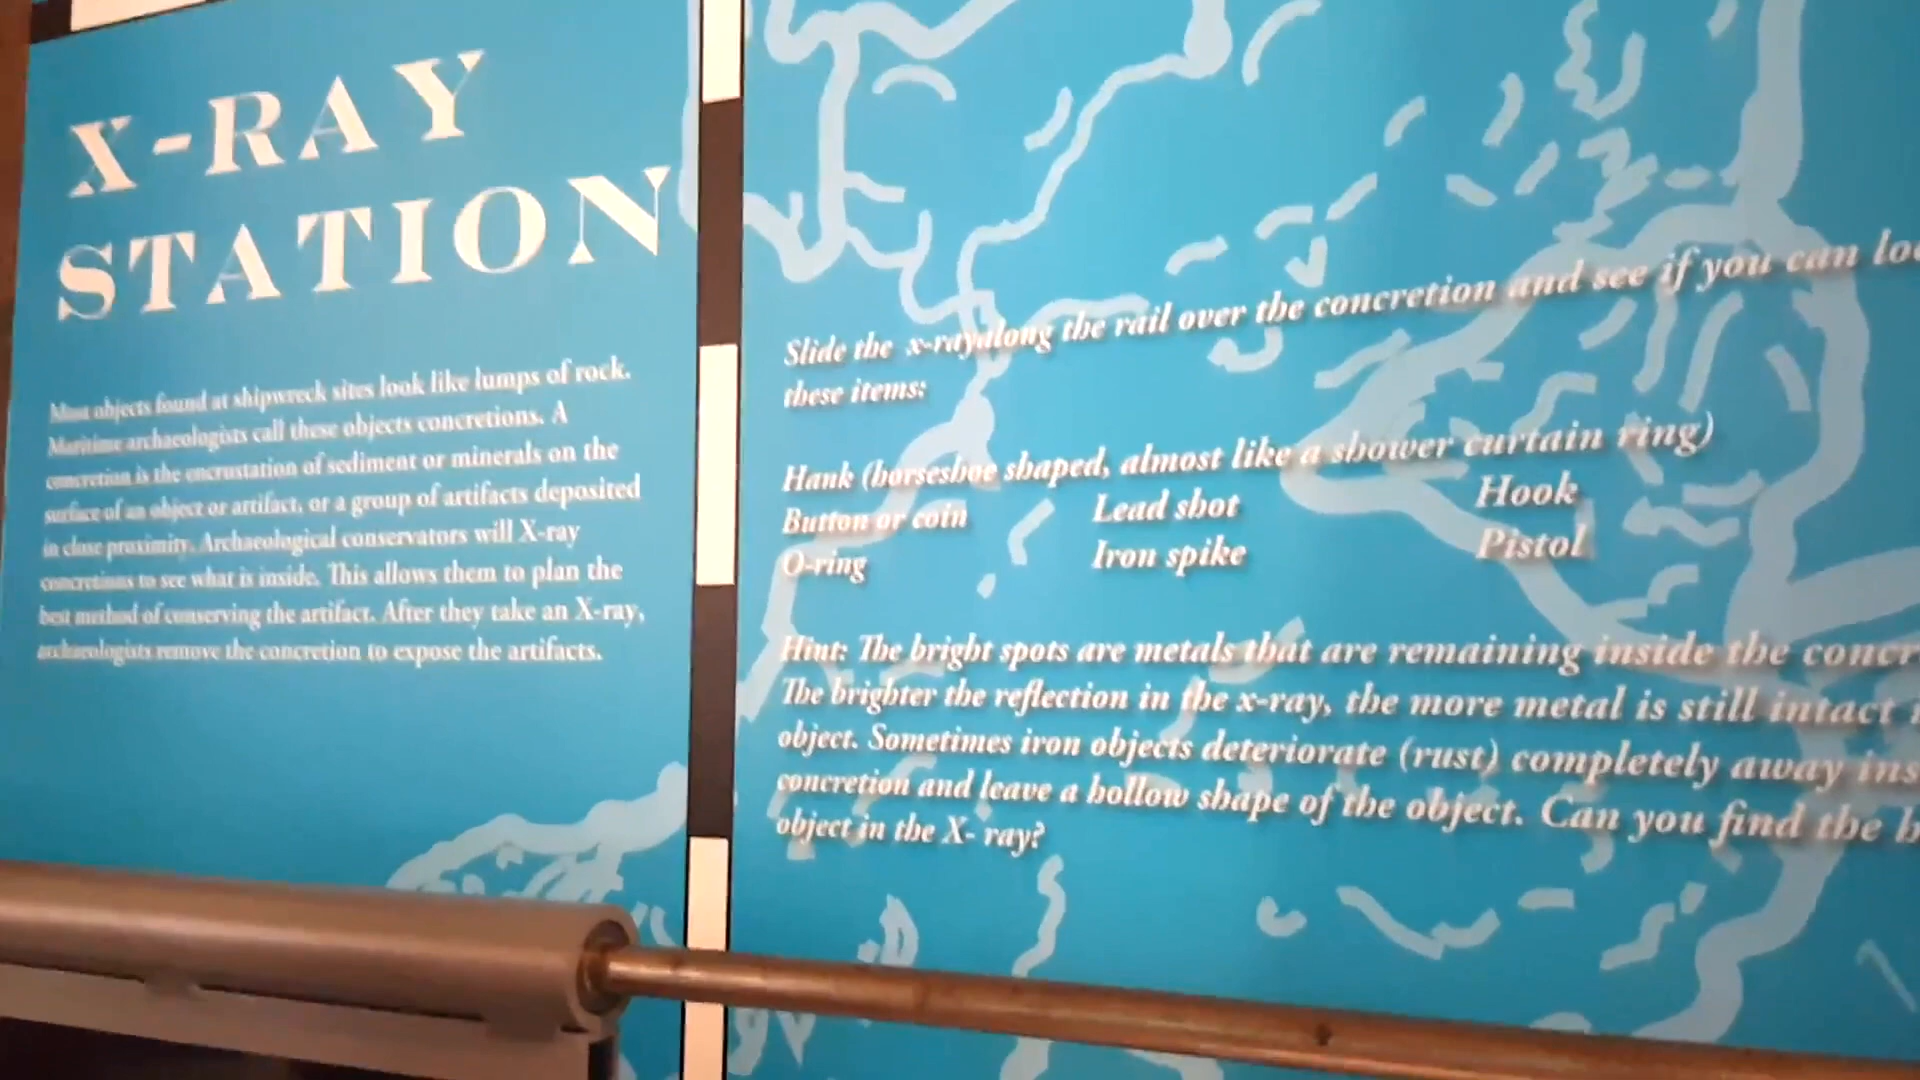 X-RAY
STATION
Most objects found at shipwreck sites look like lumps of rock.
Maritime archaeologists call these objects concretions. A
concretion is the encrustation of sediment or minerals on the
surface of an object or artifact, or a group of artifacts deposited
in close proximity. Archaeological conservators will X-ray
concretions to see what is inside. This allows them to plan the
best method of conserving the artifact. After they take an X-ray,
archaeologists remove the concretion to expose the artifacts.
Slide the x-ray along the rail over the concretion and see if you can
these items:
Hank (horseshoe shaped, almost like a shower curtain ring)
Button or coin Lead shot Hook
O-ring Iron spike Pistol
Hint: The bright spots are metals that are remaining inside the
The brighter the reflection in the x-ray, the more metal is still intact
object. Sometimes iron objects deteriorate (rust) completely away
concretion and leave a hollow shape of the object. Can you find the
object in the X- ray?